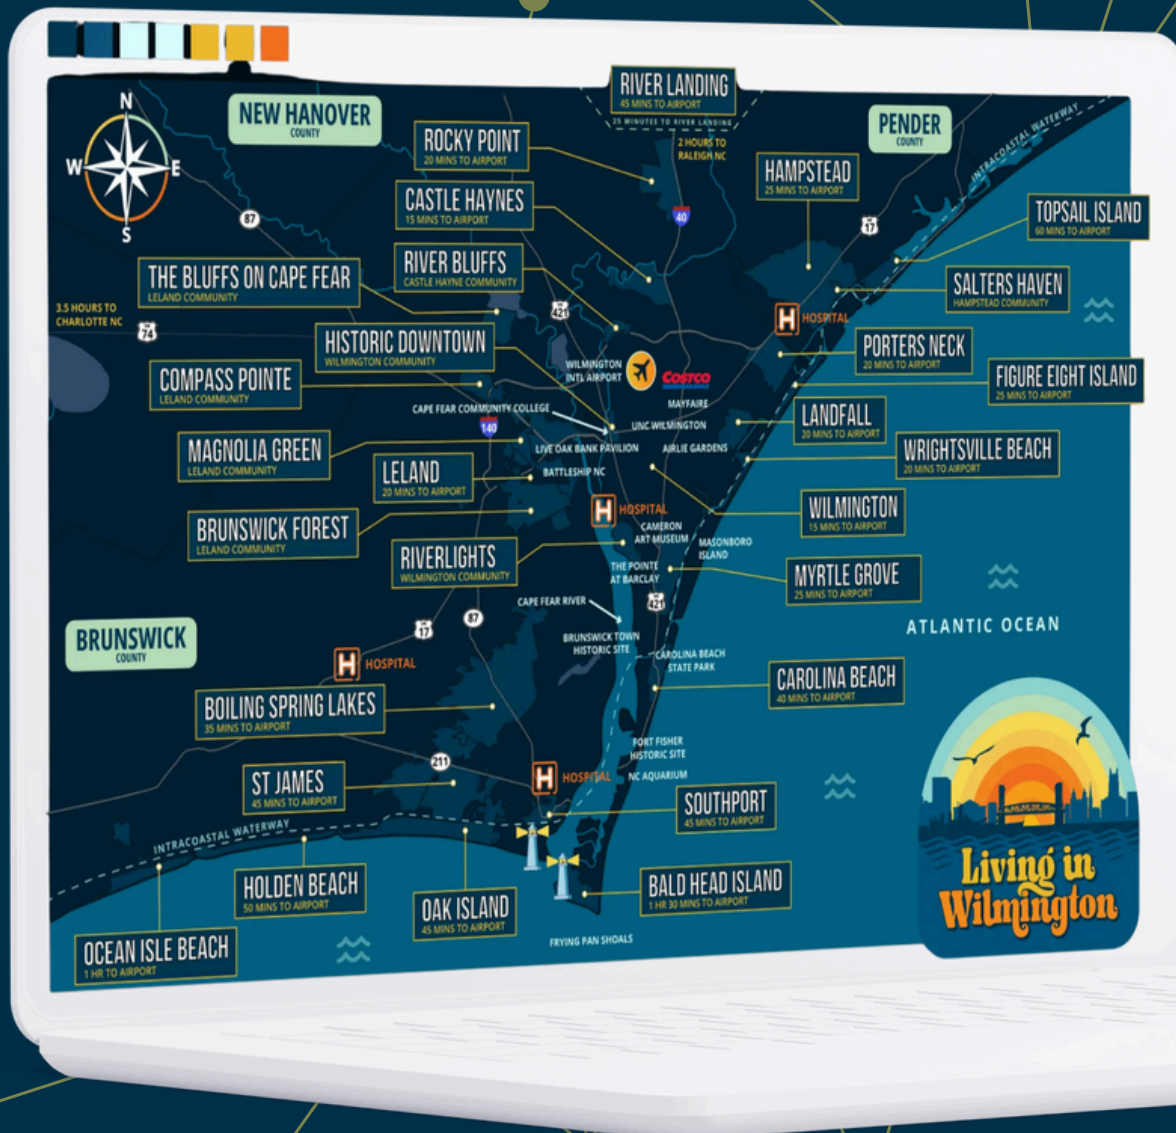 RIVER LANDING
45 MINS TO AIRPORT
25 MINUTES TO RIVER LANDING
NEW HANOVER
COUNTY
PENDER
COUNTY
N
W
E
S
ROCKY POINT
20 MINS TO AIRPORT
2 HOURS TO
RALEIGH NC
INTRACOASTAL WATERWAY
HAMPSTEAD
25 MINS TO AIRPORT
CASTLE HAYNES
15 MINS TO AIRPORT
40
87
17
TOPSAIL ISLAND
60 MINS TO AIRPORT
RIVER BLUFFS
CASTLE HAYNE COMMUNITY
THE BLUFFS ON CAPE FEAR
LELAND COMMUNITY
SALTERS HAVEN
HAMPSTEAD COMMUNITY
3.5 HOURS TO
CHARLOTTE NC
74
421
H HOSPITAL
HISTORIC DOWNTOWN
WILMINGTON COMMUNITY
PORTERS NECK
20 MINS TO AIRPORT
WILMINGTON
INTL AIRPORT
COSTCO
COMPASS POINTE
LELAND COMMUNITY
FIGURE EIGHT ISLAND
25 MINS TO AIRPORT
MAYFAIRE
CAPE FEAR COMMUNITY COLLEGE
LANDFALL
20 MINS TO AIRPORT
140
UNC WILMINGTON
MAGNOLIA GREEN
LELAND COMMUNITY
LIVE OAK BANK PAVILION
AIRLIE GARDENS
WRIGHTSVILLE BEACH
20 MINS TO AIRPORT
LELAND
20 MINS TO AIRPORT
BATTLESHIP NC
WILMINGTON
15 MINS TO AIRPORT
H HOSPITAL
BRUNSWICK FOREST
LELAND COMMUNITY
CAMERON
ART MUSEUM
MASONBORO
ISLAND
RIVERLIGHTS
WILMINGTON COMMUNITY
THE POINTE
AT BARCLAY
MYRTLE GROVE
25 MINS TO AIRPORT
CAPE FEAR RIVER
421
87
17
ATLANTIC OCEAN
BRUNSWICK
COUNTY
BRUNSWICK TOWN
HISTORIC SITE
CAROLINA BEACH
STATE PARK
H HOSPITAL
CAROLINA BEACH
40 MINS TO AIRPORT
BOILING SPRING LAKES
35 MINS TO AIRPORT
FORT FISHER
HISTORIC SITE
211
H HOSPITAL
NC AQUARIUM
ST JAMES
45 MINS TO AIRPORT
SOUTHPORT
45 MINS TO AIRPORT
INTRACOASTAL WATERWAY
HOLDEN BEACH
50 MINS TO AIRPORT
OAK ISLAND
45 MINS TO AIRPORT
BALD HEAD ISLAND
1 HR 30 MINS TO AIRPORT
OCEAN ISLE BEACH
1 HR TO AIRPORT
FRYING PAN SHOALS
Living in
Wilmington